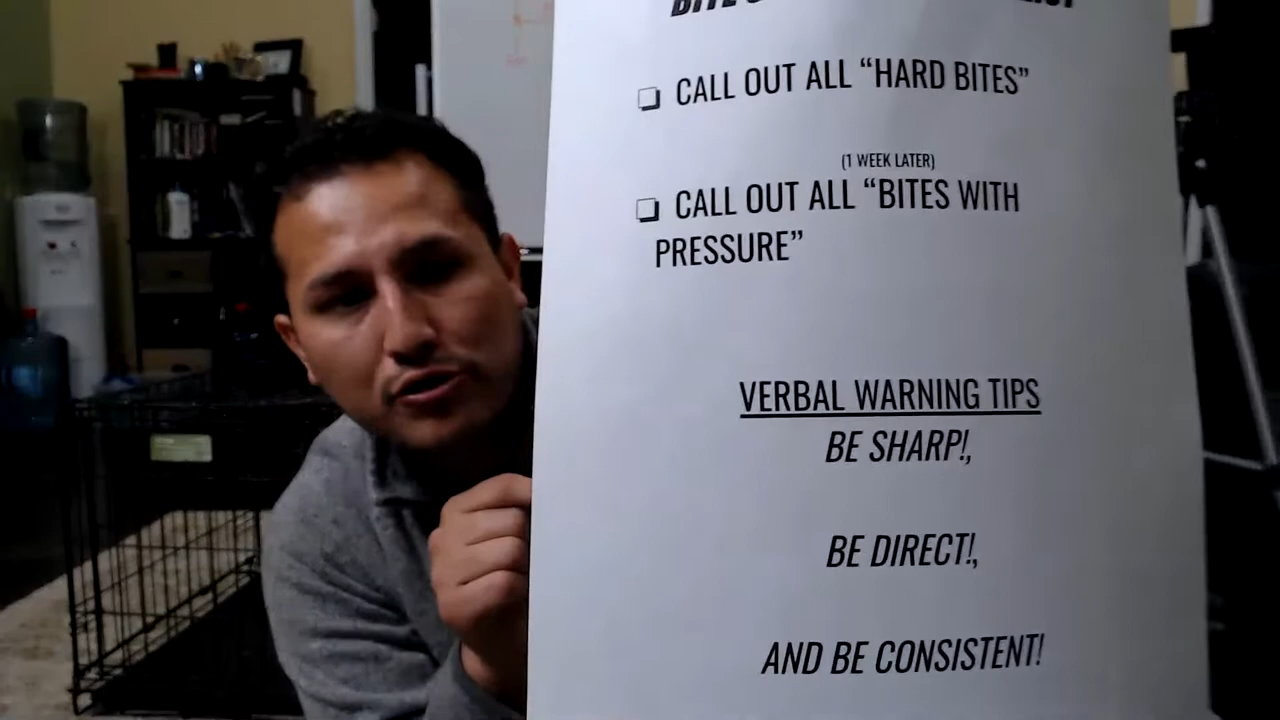 BITE
CALL OUT ALL “HARD BITES”
(1 WEEK LATER)
CALL OUT ALL “BITES WITH
PRESSURE”
VERBAL WARNING TIPS
BE SHARP!,
BE DIRECT!,
AND BE CONSISTENT!